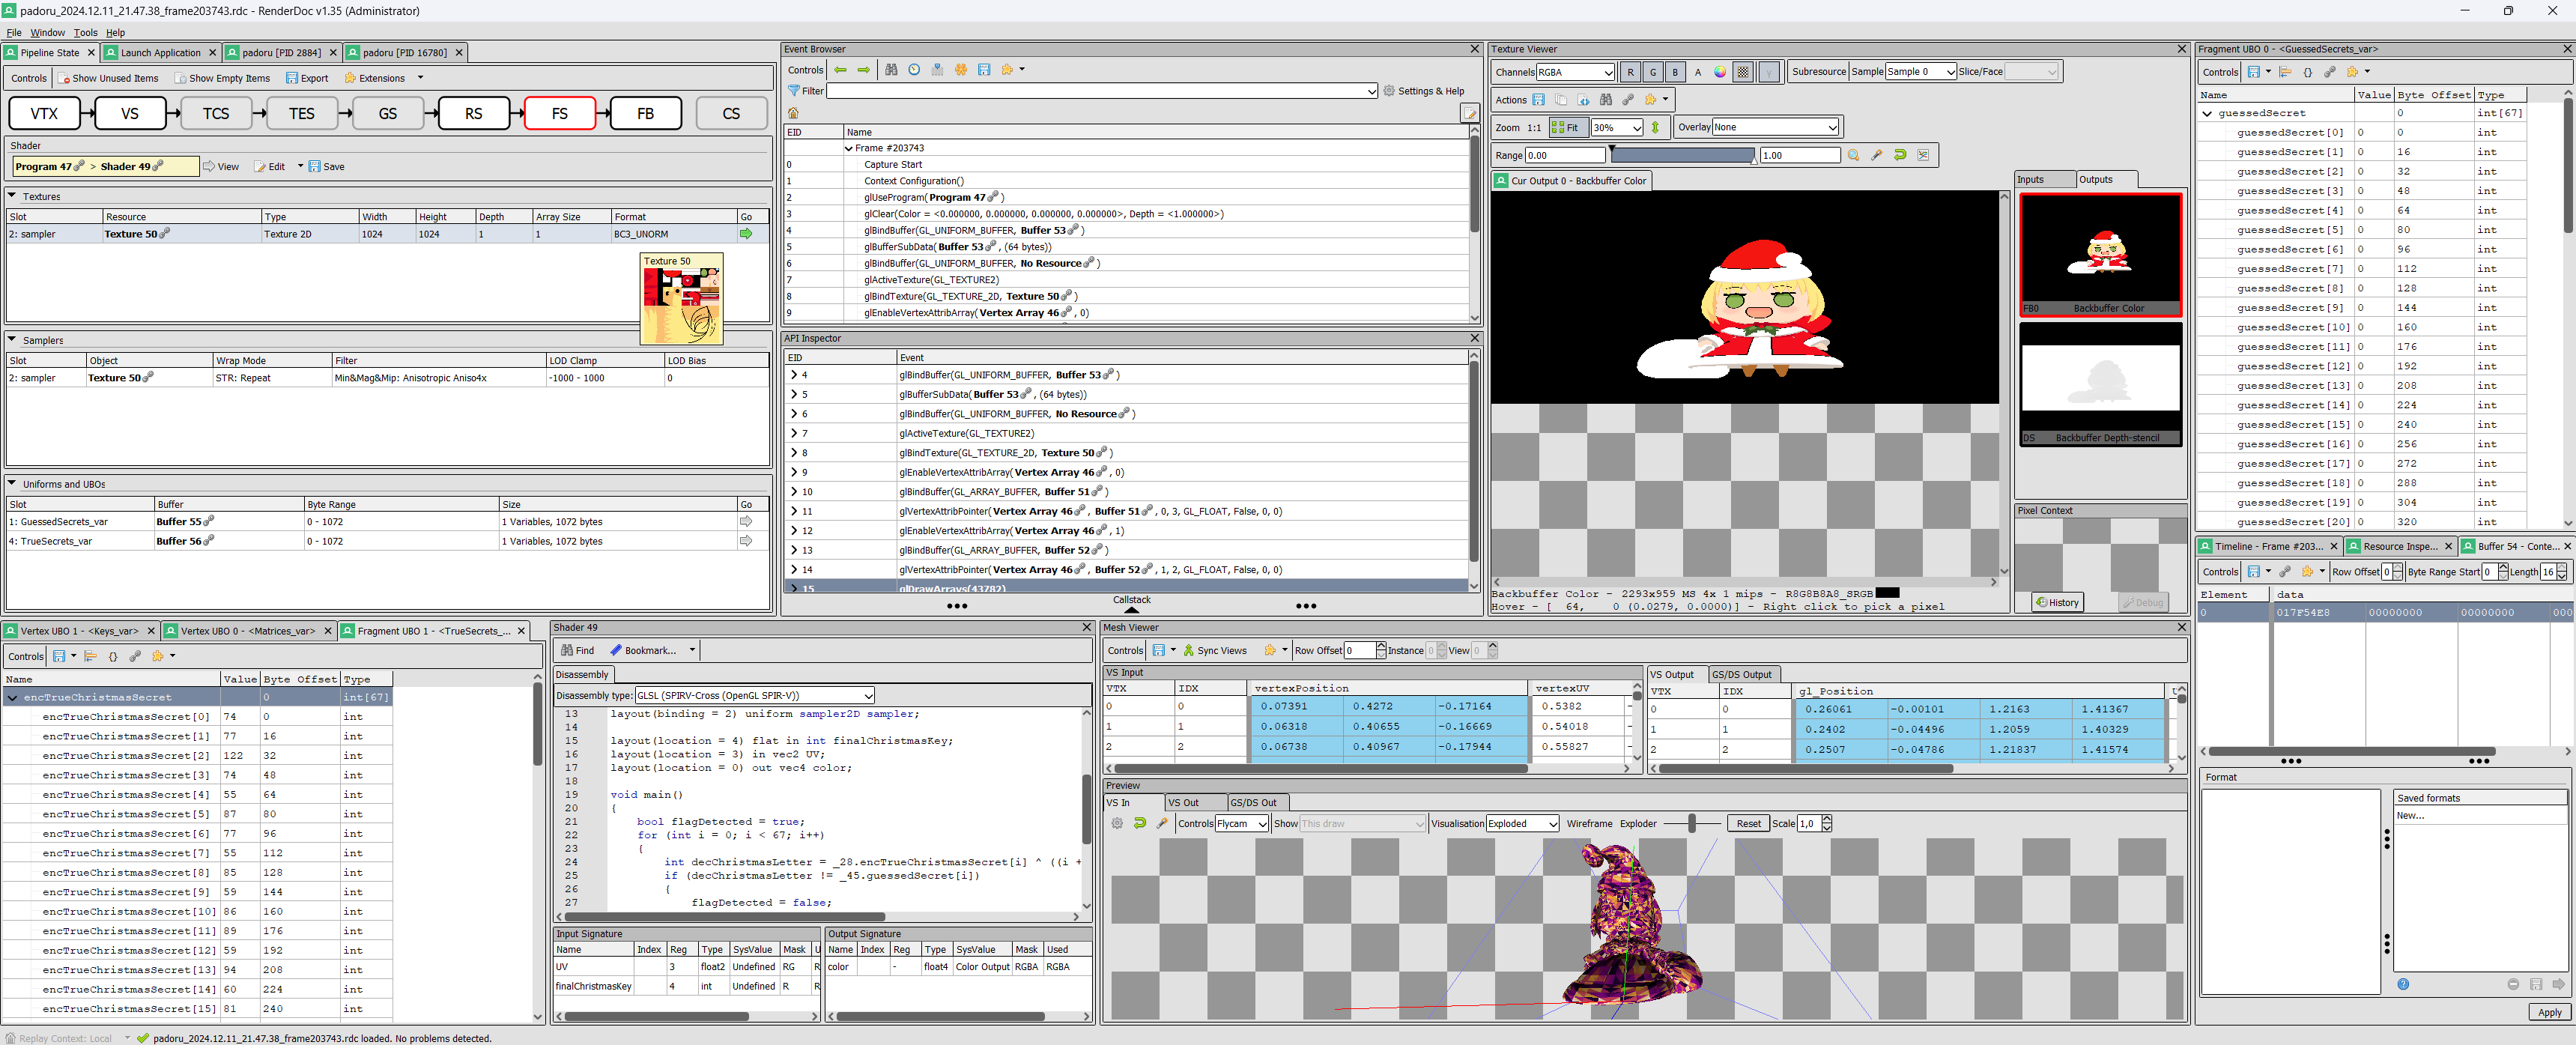 padoru_2024.12.11_21.47.38_frame203743.rdc - RenderDoc v1.35 (Administrator)
File Window Tools Help
Pipeline State
Launch Application
padoru [PID 2884]
padoru [PID 16780]
Controls Show Unused Items Show Empty Items Export Extensions
VTX VS TCS TES GS RS FS FB CS
Shader
Program 47 > Shader 49 View Edit Save
Textures
Slot Resource Type Width Height Depth Array Size Format Go
2: sampler Texture 50 Texture 2D 1024 1024 1 1 BC3_UNORM
Texture 50
Samplers
Slot Object Wrap Mode Filter LOD Clamp LOD Bias
2: sampler Texture 50 STR: Repeat Min&Mag&Mip: Anisotropic Aniso4x -1000 - 1000 0
Uniforms and UBOs
Slot Buffer Byte Range Size Go
1: GuessedSecrets_var Buffer 55 0 - 1072 1 Variables, 1072 bytes
4: TrueSecrets_var Buffer 56 0 - 1072 1 Variables, 1072 bytes
Event Browser
Controls
Filter Settings & Help
EID Name
Frame #203743
0 Capture Start
1 Context Configuration()
2 glUseProgram(Program 47)
3 glClear(Color = <0.000000, 0.000000, 0.000000, 0.000000>, Depth = <1.000000>)
4 glBindBuffer(GL_UNIFORM_BUFFER, Buffer 53)
5 glBufferSubData(Buffer 53, (64 bytes))
6 glBindBuffer(GL_UNIFORM_BUFFER, No Resource)
7 glActiveTexture(GL_TEXTURE2)
8 glBindTexture(GL_TEXTURE_2D, Texture 50)
9 glEnableVertexAttribArray(Vertex Array 46, 0)
API Inspector
EID Event
4 glBindBuffer(GL_UNIFORM_BUFFER, Buffer 53)
5 glBufferSubData(Buffer 53, (64 bytes))
6 glBindBuffer(GL_UNIFORM_BUFFER, No Resource)
7 glActiveTexture(GL_TEXTURE2)
8 glBindTexture(GL_TEXTURE_2D, Texture 50)
9 glEnableVertexAttribArray(Vertex Array 46, 0)
10 glBindBuffer(GL_ARRAY_BUFFER, Buffer 51)
11 glVertexAttribPointer(Vertex Array 46, Buffer 51, 0, 3, GL_FLOAT, False, 0, 0)
12 glEnableVertexAttribArray(Vertex Array 46, 1)
13 glBindBuffer(GL_ARRAY_BUFFER, Buffer 52)
14 glVertexAttribPointer(Vertex Array 46, Buffer 52, 1, 2, GL_FLOAT, False, 0, 0)
15 glDrawArrays(43782)
Callstack
Texture Viewer
Channels RGBA R G B A γ Subresource Sample Sample 0 Slice/Face
Actions
Zoom 1:1 Fit 30% Overlay None
Range 0.00 1.00
Cur Output 0 - Backbuffer Color
Inputs Outputs
FB0 Backbuffer Color
DS Backbuffer Depth-stencil
Pixel Context
History Debug
Backbuffer Color - 2293x959 MS 4x 1 mips - R8G8B8A8_SRGB
Hover - [ 64, 0 (0.0279, 0.0000)] - Right click to pick a pixel
Fragment UBO 0 - <GuessedSecrets_var>
Controls
Name Value Byte Offset Type
guessedSecret 0 int[67]
guessedSecret[0] 0 0 int
guessedSecret[1] 0 16 int
guessedSecret[2] 0 32 int
guessedSecret[3] 0 48 int
guessedSecret[4] 0 64 int
guessedSecret[5] 0 80 int
guessedSecret[6] 0 96 int
guessedSecret[7] 0 112 int
guessedSecret[8] 0 128 int
guessedSecret[9] 0 144 int
guessedSecret[10] 0 160 int
guessedSecret[11] 0 176 int
guessedSecret[12] 0 192 int
guessedSecret[13] 0 208 int
guessedSecret[14] 0 224 int
guessedSecret[15] 0 240 int
guessedSecret[16] 0 256 int
guessedSecret[17] 0 272 int
guessedSecret[18] 0 288 int
guessedSecret[19] 0 304 int
guessedSecret[20] 0 320 int
Timeline - Frame #203... Resource Inspe... Buffer 54 - Conte...
Controls Row Offset 0 Byte Range Start 0 Length 16
Element data
0 017F54E8 00000000 00000000 000
Format
Saved formats
New...
Apply
Vertex UBO 1 - <Keys_var> Vertex UBO 0 - <Matrices_var> Fragment UBO 1 - <TrueSecrets_...
Controls
Name Value Byte Offset Type
encTrueChristmasSecret 0 int[67]
encTrueChristmasSecret[0] 74 0 int
encTrueChristmasSecret[1] 77 16 int
encTrueChristmasSecret[2] 122 32 int
encTrueChristmasSecret[3] 74 48 int
encTrueChristmasSecret[4] 55 64 int
encTrueChristmasSecret[5] 87 80 int
encTrueChristmasSecret[6] 77 96 int
encTrueChristmasSecret[7] 55 112 int
encTrueChristmasSecret[8] 85 128 int
encTrueChristmasSecret[9] 59 144 int
encTrueChristmasSecret[10] 86 160 int
encTrueChristmasSecret[11] 89 176 int
encTrueChristmasSecret[12] 59 192 int
encTrueChristmasSecret[13] 94 208 int
encTrueChristmasSecret[14] 60 224 int
encTrueChristmasSecret[15] 81 240 int
Shader 49
Find Bookmark...
Disassembly
Disassembly type: GLSL (SPIRV-Cross (OpenGL SPIR-V))
13 layout(binding = 2) uniform sampler2D sampler;
14
15 layout(location = 4) flat in int finalChristmasKey;
16 layout(location = 3) in vec2 UV;
17 layout(location = 0) out vec4 color;
18
19 void main()
20 {
21 bool flagDetected = true;
22 for (int i = 0; i < 67; i++)
23 {
24 int decChristmasLetter = _28.encTrueChristmasSecret[i] ^ ((i +
25 if (decChristmasLetter != _45.guessedSecret[i])
26 {
27 flagDetected = false;
Input Signature
Name Index Reg Type SysValue Mask U
UV 3 float2 Undefined RG R
finalChristmasKey 4 int Undefined R R
Output Signature
Name Index Reg Type SysValue Mask Used
color - float4 Color Output RGBA RGBA
Mesh Viewer
Controls Sync Views Row Offset 0 Instance 0 View 0
VS Input
VTX IDX vertexPosition vertexUV
0 0 0.07391 0.4272 -0.17164 0.5382 -
1 1 0.06318 0.40655 -0.16669 0.54018 -
2 2 0.06738 0.40967 -0.17944 0.55827 -
VS Output GS/DS Output
VTX IDX gl_Position
0 0 0.26061 -0.00101 1.2163 1.41367
1 1 0.2402 -0.04496 1.2059 1.40329
2 2 0.2507 -0.04786 1.21837 1.41574
Preview
VS In VS Out GS/DS Out
Controls Flycam Show This draw Visualisation Exploded Wireframe Exploder Reset Scale 1,0
Replay Context: Local padoru_2024.12.11_21.47.38_frame203743.rdc loaded. No problems detected.